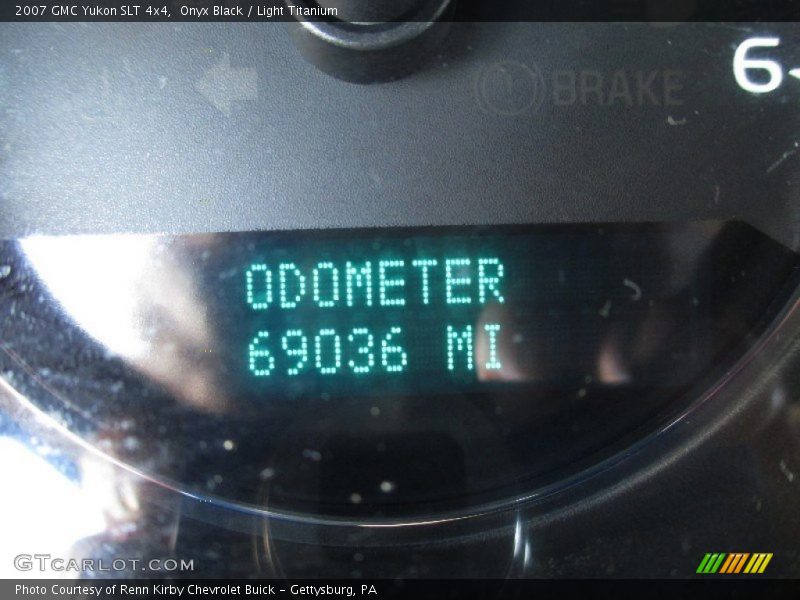 2007 GMC Yukon SLT 4x4,  Onyx Black / Light Titanium
BRAKE
6
ODOMETER
69036 MI
GTCARLOT.COM
Photo Courtesy of Renn Kirby Chevrolet Buick - Gettysburg, PA